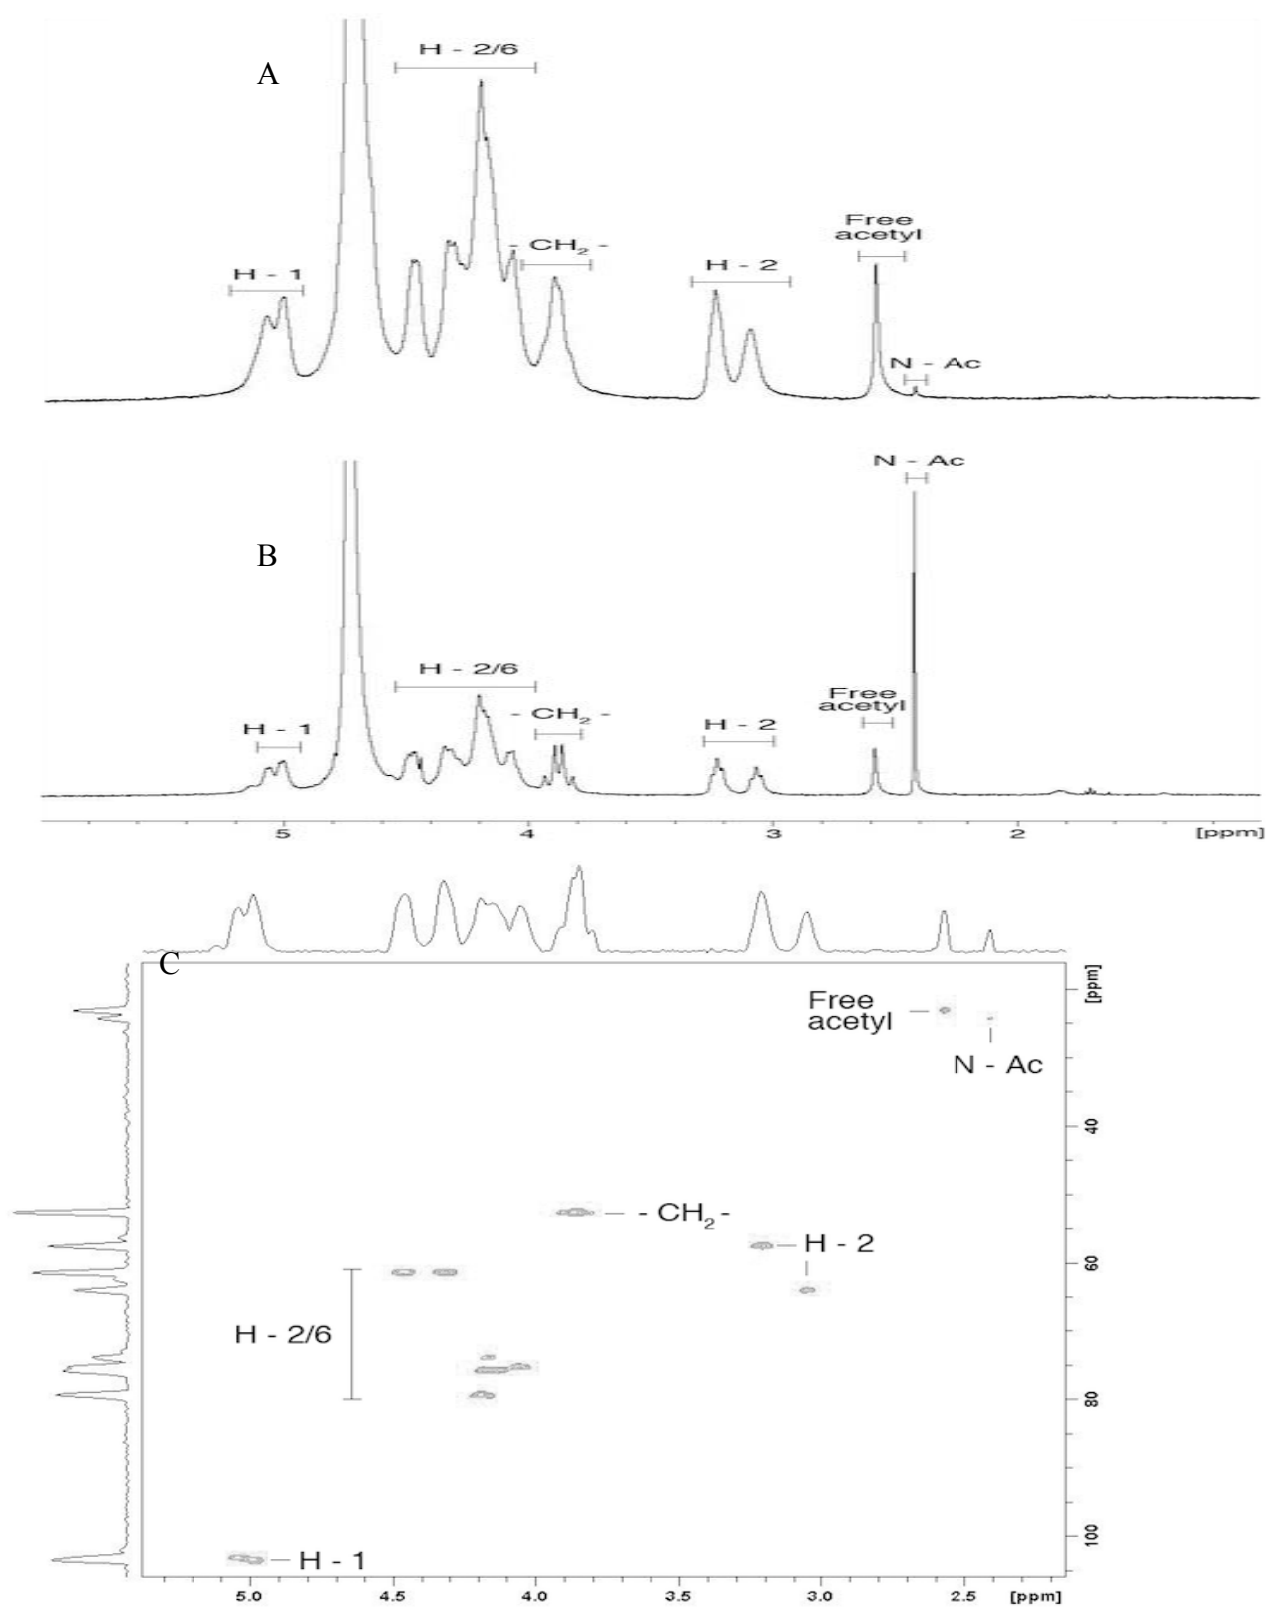 A
H - 2/6
H - 1
- CH2 -
H - 2
Free
acetyl
N - Ac
B
N - Ac
H - 2/6
H - 1
- CH2 -
H - 2
Free
acetyl
5 4 3 2 [ppm]
C
Free
acetyl
N - Ac
- CH2 -
H - 2
H - 2/6
H - 1
[ppm]
40
60
80
100
5.0 4.5 4.0 3.5 3.0 2.5 [ppm]